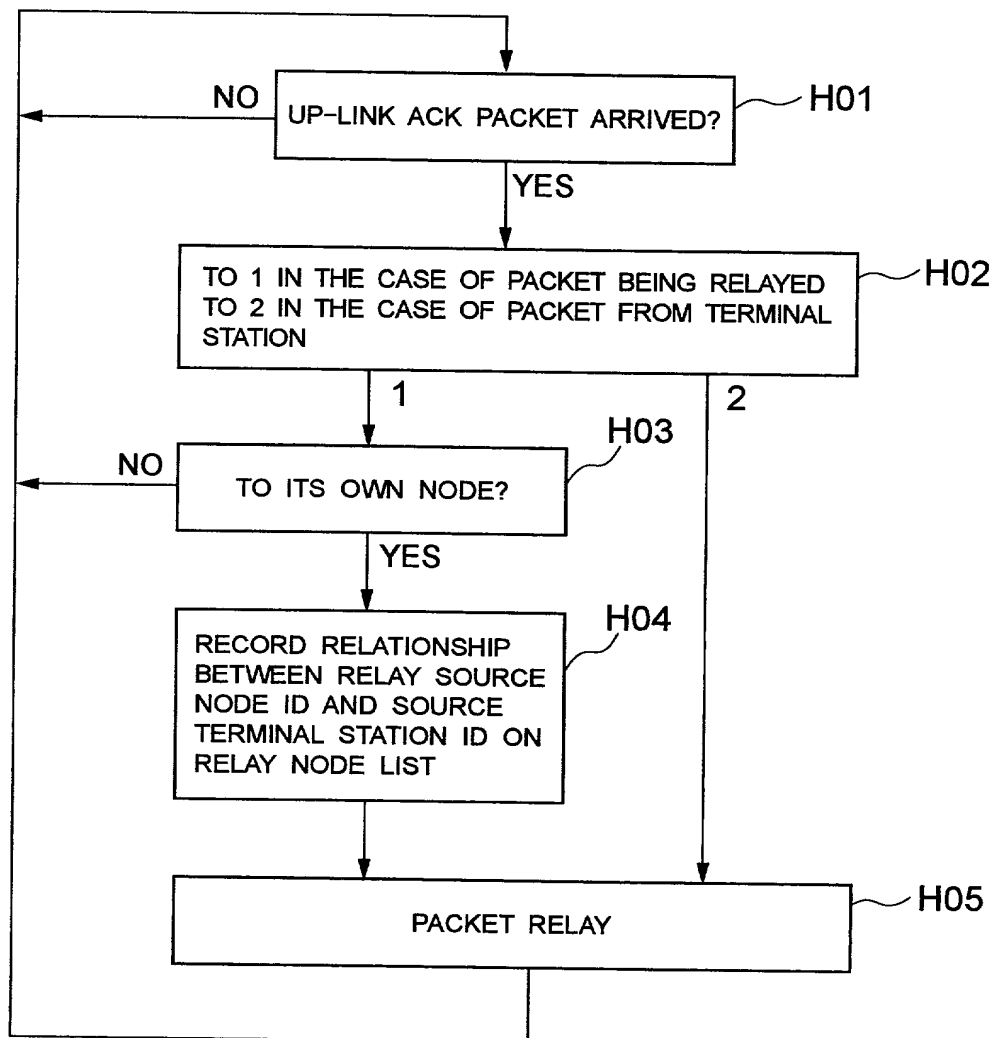 NO
UP-LINK ACK PACKET ARRIVED?
H01
YES
TO 1 IN THE CASE OF PACKET BEING RELAYED
TO 2 IN THE CASE OF PACKET FROM TERMINAL
STATION
H02
1
2
NO
TO ITS OWN NODE?
H03
YES
RECORD RELATIONSHIP
BETWEEN RELAY SOURCE
NODE ID AND SOURCE
TERMINAL STATION ID ON
RELAY NODE LIST
H04
PACKET RELAY
H05